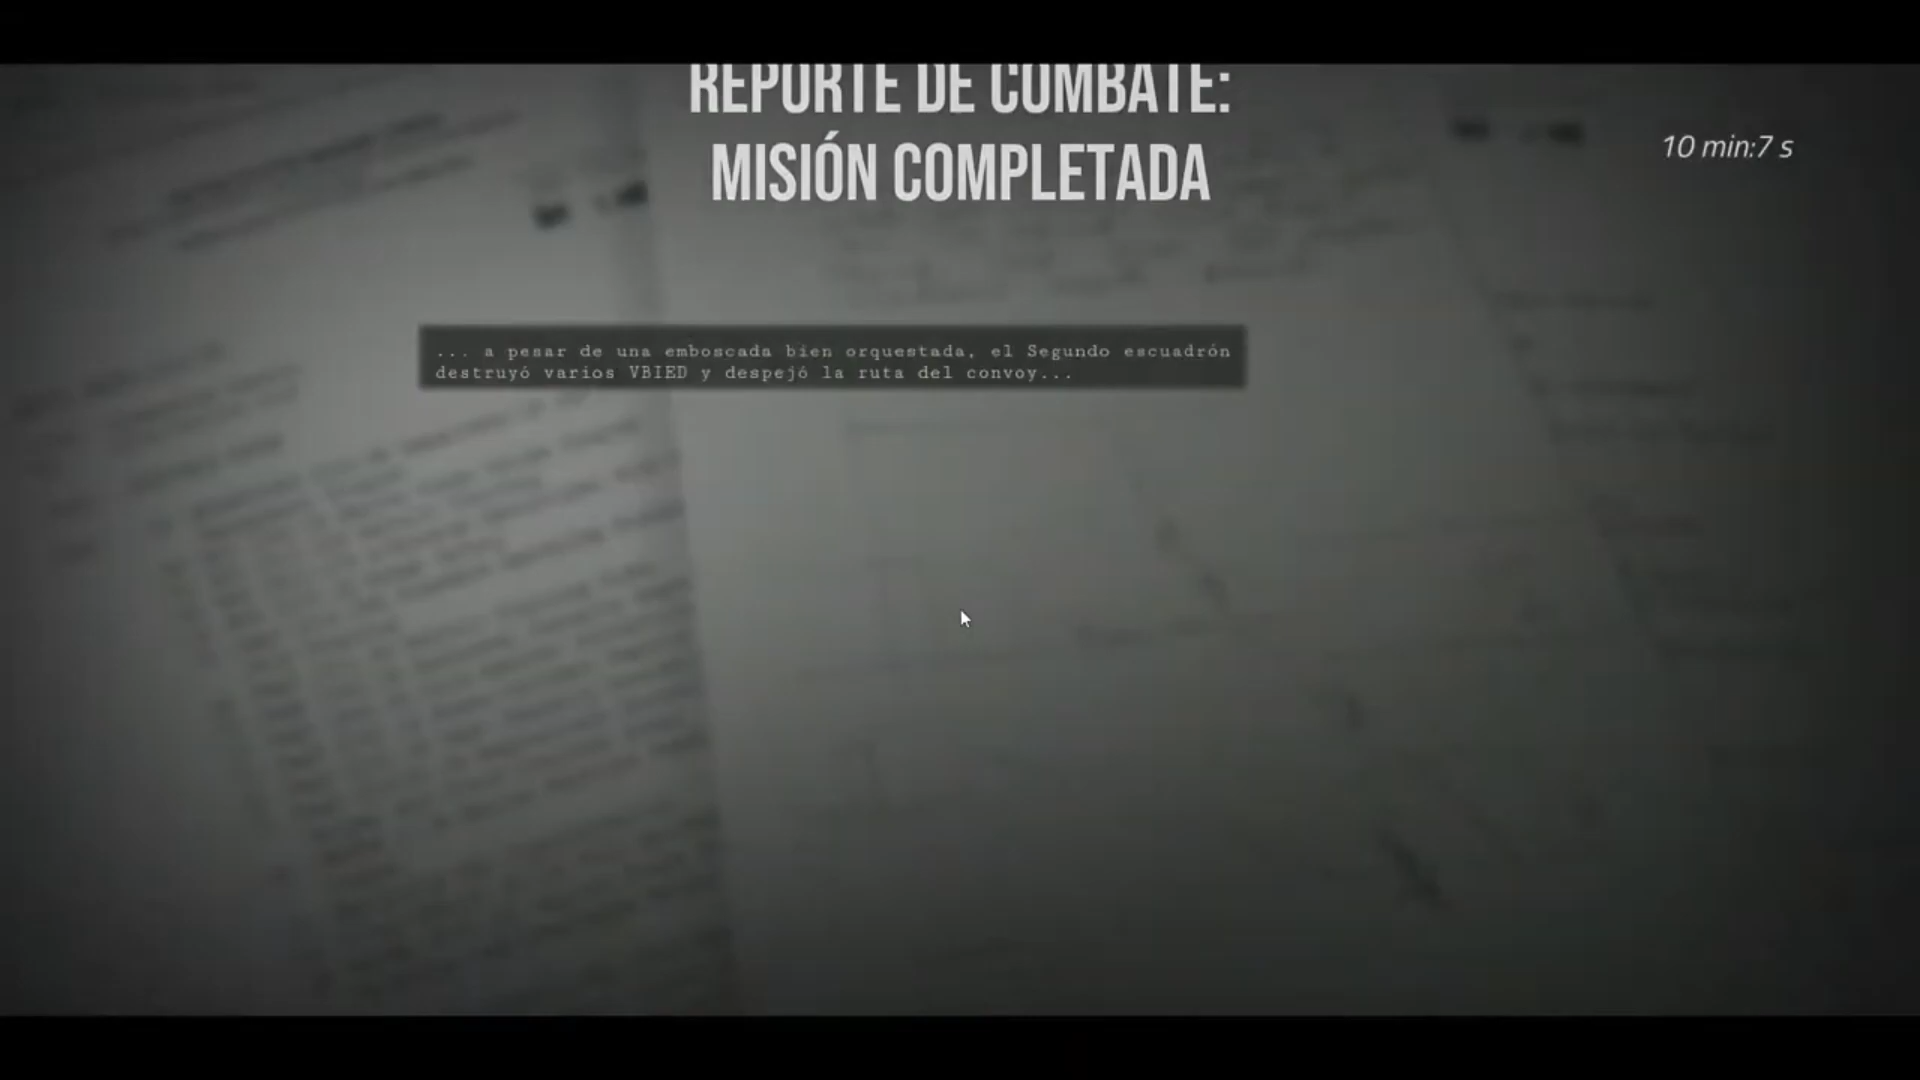 REPORTE DE COMBATE:
MISIÓN COMPLETADA
10 min:7 s
... a pesar de una emboscada bien orquestada, el Segundo escuadrón
destruyó varios VBIED y despejó la ruta del convoy...